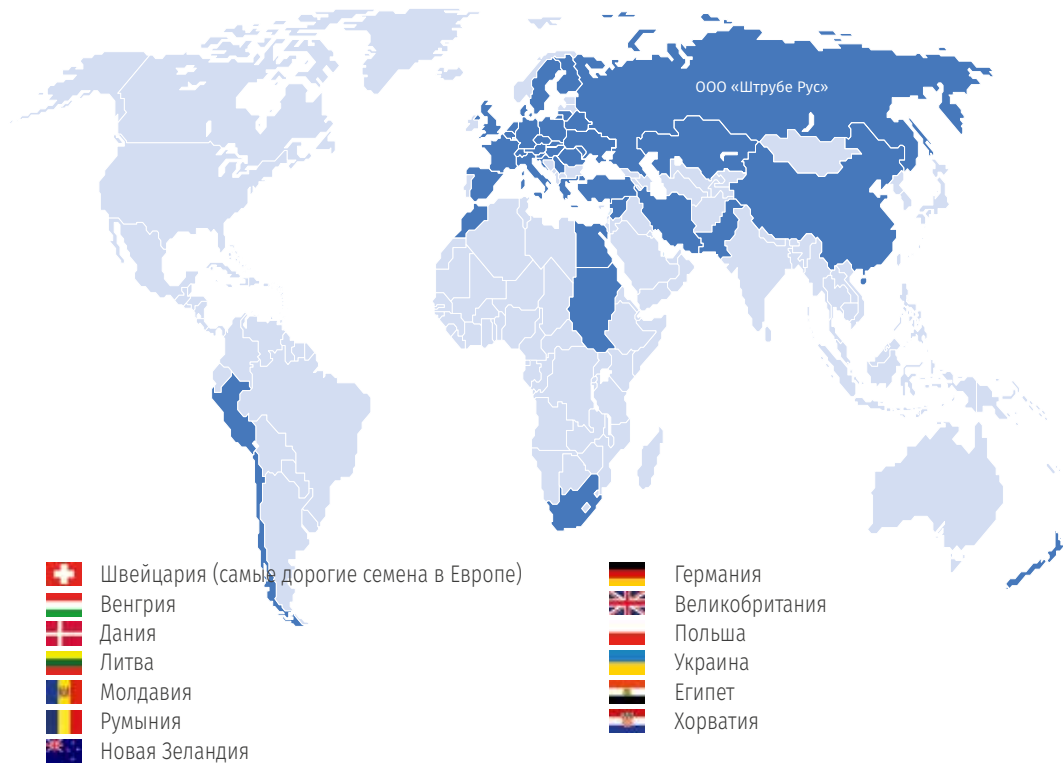 ООО «Штрубе Рус»
Швейцария (самые дорогие семена в Европе)
Венгрия
Дания
Литва
Молдавия
Румыния
Новая Зеландия
Германия
Великобритания
Польша
Украина
Египет
Хорватия